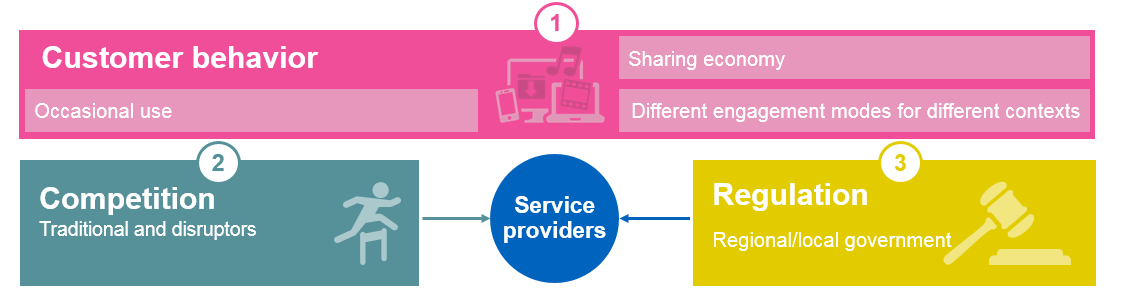 1
Customer behavior
Sharing economy
Occasional use
Different engagement modes for different contexts
2
Competition
Traditional and disruptors
Service
providers
3
Regulation
Regional/local government